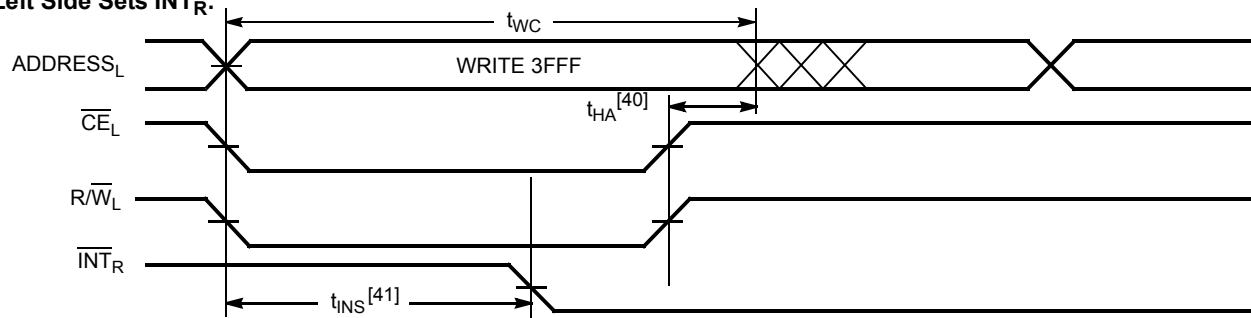 Left Side Sets INTR:
tWC
ADDRESSL
WRITE 3FFF
tHA[40]
CEL
R/WL
INTR
tINS[41]